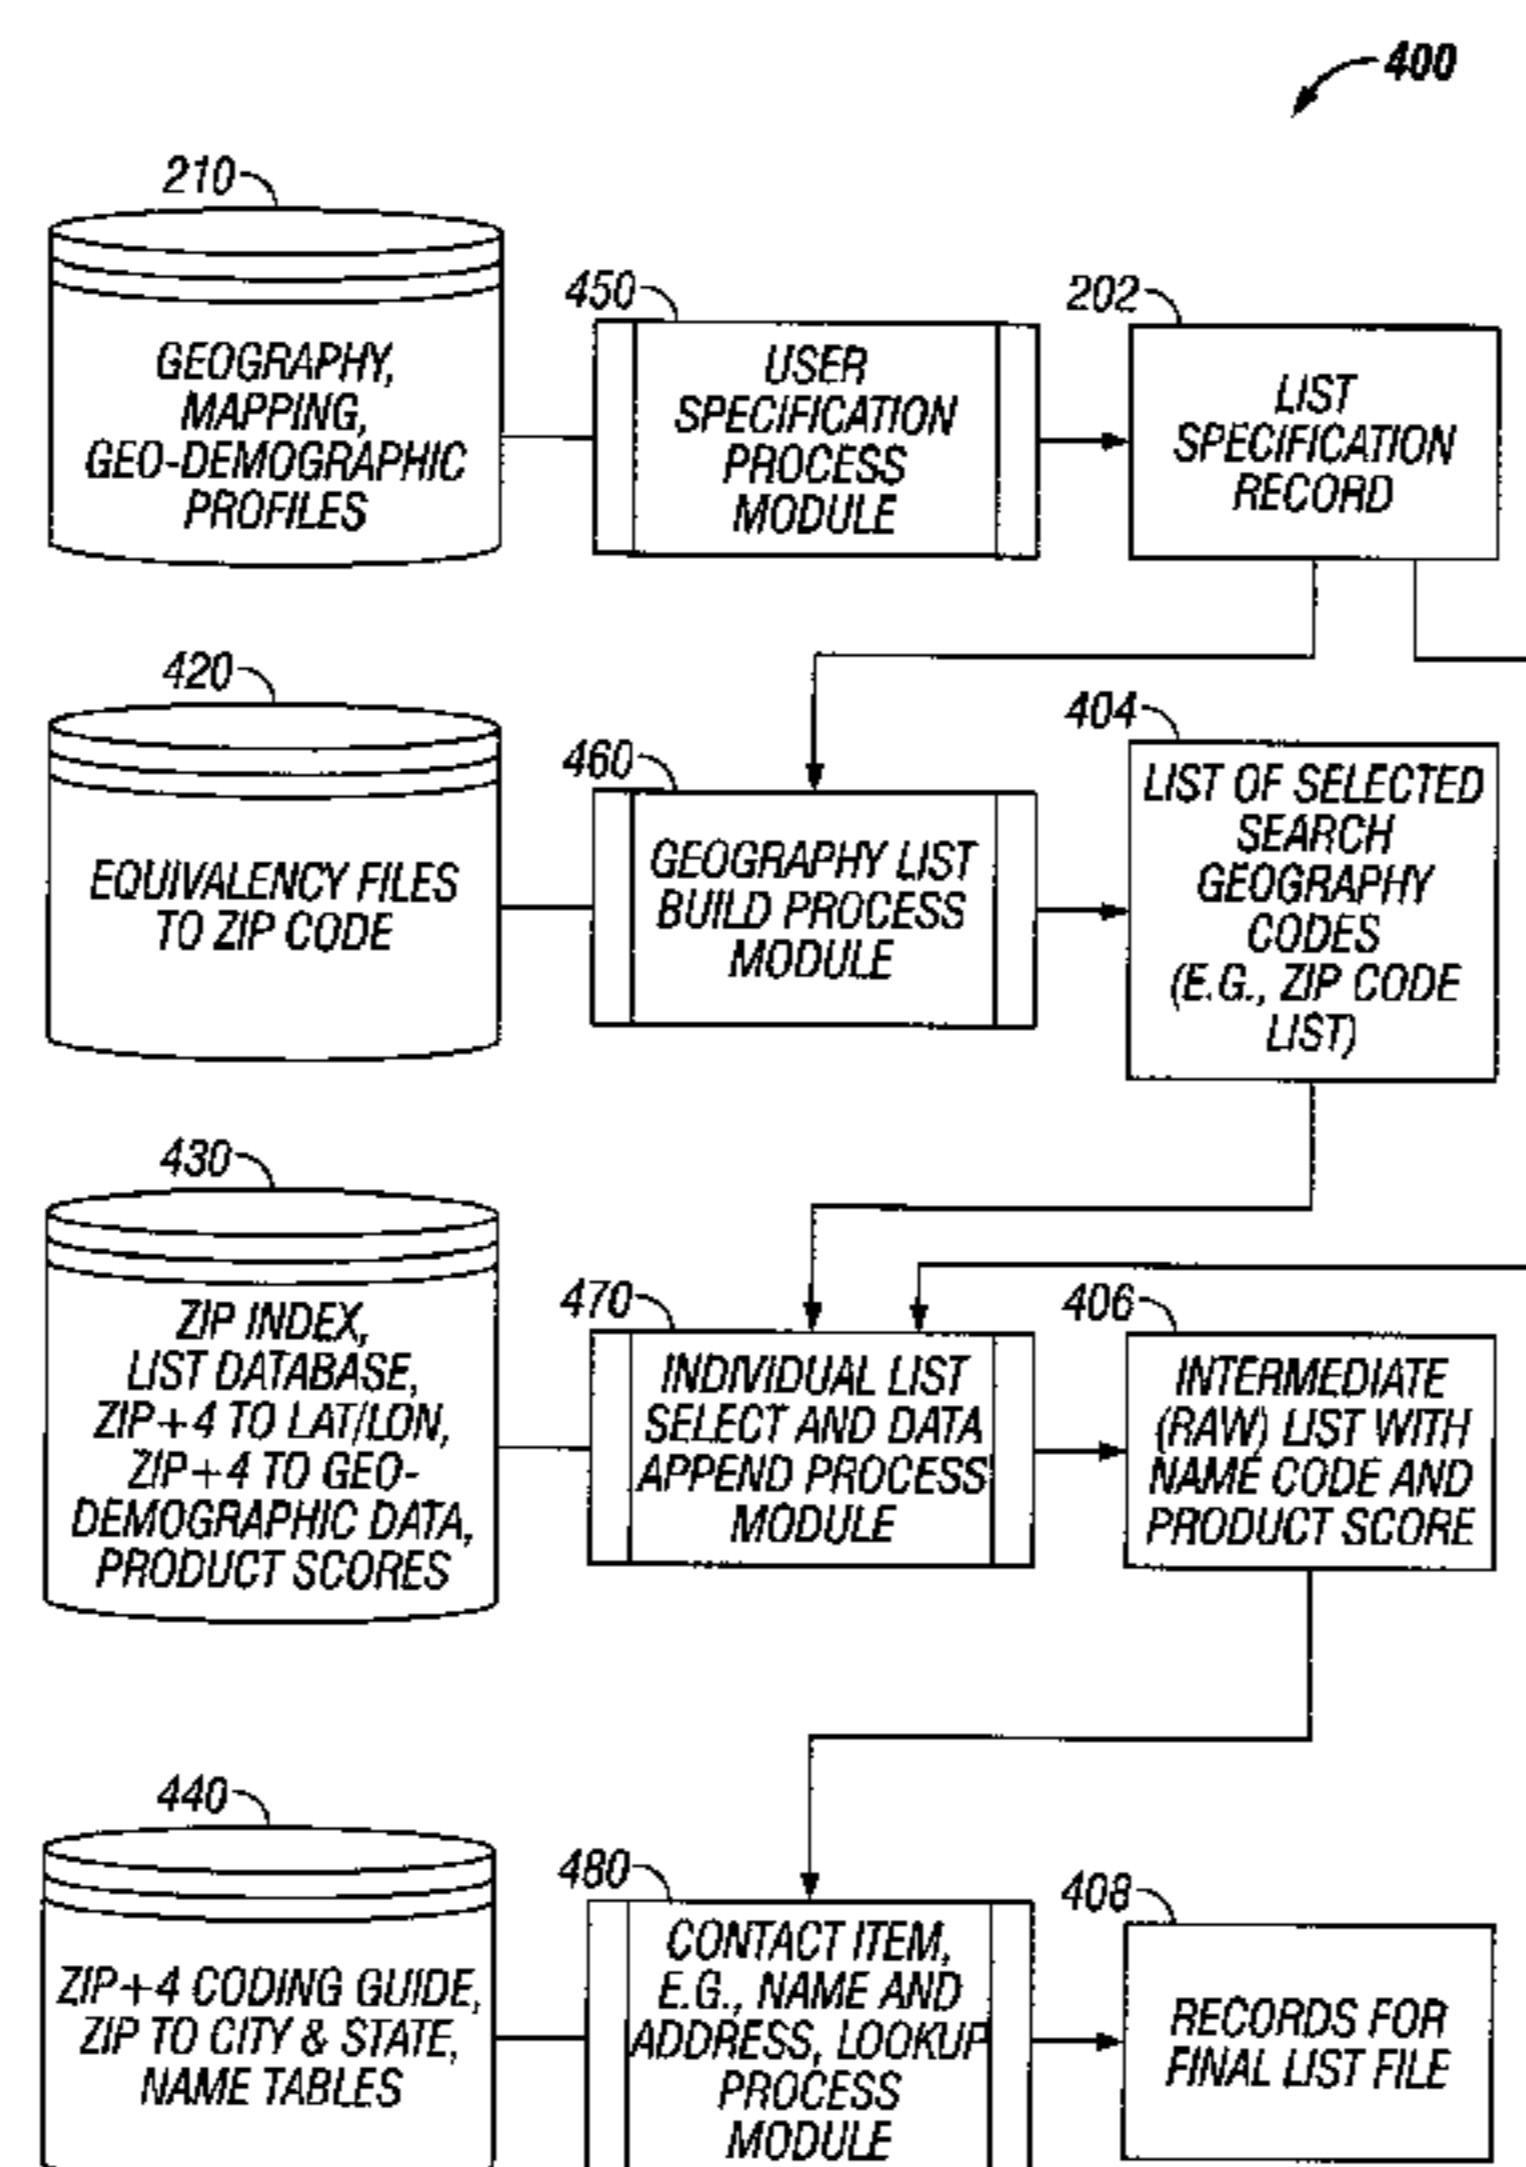 400
210
GEOGRAPHY,
MAPPING,
GEO-DEMOGRAPHIC
PROFILES
450
USER
SPECIFICATION
PROCESS
MODULE
202
LIST
SPECIFICATION
RECORD
420
EQUIVALENCY FILES
TO ZIP CODE
460
GEOGRAPHY LIST
BUILD PROCESS
MODULE
404
LIST OF SELECTED
SEARCH
GEOGRAPHY
CODES
(E.G., ZIP CODE
LIST)
430
ZIP INDEX,
LIST DATABASE,
ZIP+4 TO LAT/LON,
ZIP+4 TO GEO-
DEMOGRAPHIC DATA,
PRODUCT SCORES
470
INDIVIDUAL LIST
SELECT AND DATA
APPEND PROCESS
MODULE
406
INTERMEDIATE
(RAW) LIST WITH
NAME CODE AND
PRODUCT SCORE
440
ZIP+4 CODING GUIDE,
ZIP TO CITY & STATE,
NAME TABLES
480
CONTACT ITEM,
E.G., NAME AND
ADDRESS, LOOKUP
PROCESS
MODULE
408
RECORDS FOR
FINAL LIST FILE